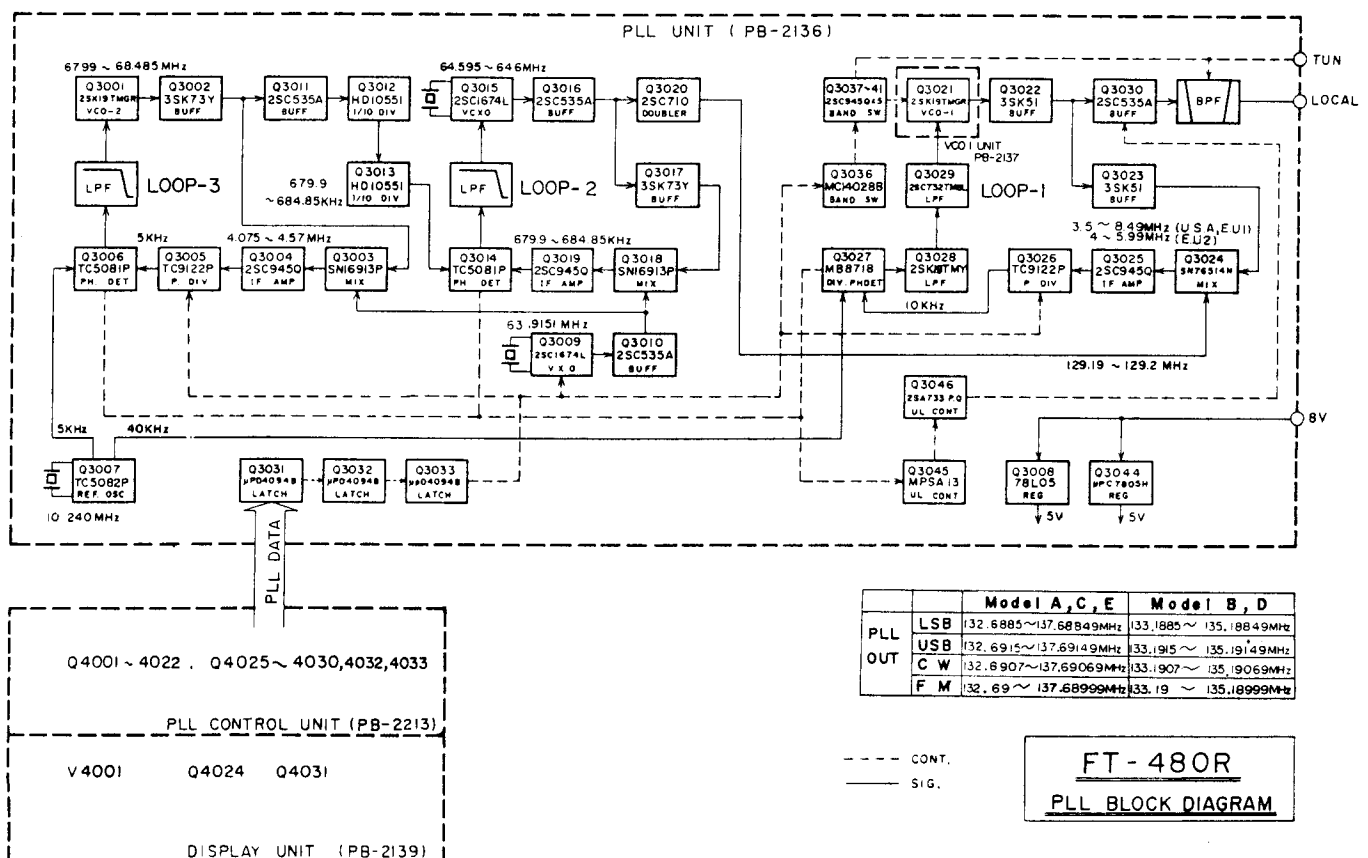 PLL UNIT ( PB-2136)
TUN
LOCAL
8V
67.99 ~ 68.485MHz
Q3001
2SK19TMGR
VCO-2
Q3002
3SK73Y
BUFF
Q3011
2SC535A
BUFF
Q3012
HD10551
1/10 DIV
64.595 ~ 64.6MHz
Q3015
2SC1674L
VCXO
Q3016
2SC535A
BUFF
Q3020
2SC710
DOUBLER
Q3037~41
2SC945Q×5
BAND SW
Q3021
2SK19TMGR
VCO-1
VCO1 UNIT
PB-2137
Q3022
3SK51
BUFF
Q3030
2SC535A
BUFF
BPF
LPF
LOOP-3
679.9
~684.85KHz
Q3013
HD10551
1/10 DIV
LPF
LOOP-2
Q3017
3SK73Y
BUFF
Q3036
MC14028B
BAND SW
Q3029
2SC732TMBL
LPF
LOOP-1
Q3023
3SK51
BUFF
3.5 ~ 8.49MHz (U.S.A,E.U1)
4 ~ 5.99MHz (E.U2)
Q3006
TC5081P
PH. DET
5KHz
Q3005
TC9122P
P. DIV
4.075 ~ 4.57MHz
Q3004
2SC945Q
IF AMP
Q3003
SN16913P
MIX
Q3014
TC5081P
PH DET
679.9 ~ 684.85KHz
Q3019
2SC945Q
IF AMP
Q3018
SN16913P
MIX
Q3027
MB8718
DIV. PHDET
Q3028
2SK18TMY
LPF
10KHz
Q3026
TC9122P
P DIV
Q3025
2SC945Q
IF AMP
Q3024
SN76514N
MIX
63.9151 MHz
Q3009
2SC1674L
VXO
Q3010
2SC535A
BUFF
129.19 ~ 129.2 MHz
Q3046
2SA733 P.Q
UL CONT
5KHz
40KHz
Q3007
TC5082P
REF. OSC
10 240MHz
Q3031
μPD4094B
LATCH
Q3032
μPD4094B
LATCH
Q3033
μPD4094B
LATCH
Q3045
MPSA13
UL CONT
Q3008
78L05
REG
5V
Q3044
μPC7805H
REG
5V
PLL DATA
Q4001 ~ 4022 , Q4025 ~ 4030,4032,4033
PLL CONTROL UNIT (PB-2213)
V4001 Q4024 Q4031
DISPLAY UNIT (PB-2139)
Model A,C,E Model B,D
PLL OUT
LSB 132.6885~137.68849MHz 133.1885 ~ 135.18849MHz
USB 132.6915~137.69149MHz 133.1915 ~ 135.19149MHz
C W 132.6907~137.69069MHz 133.1907 ~ 135.19069MHz
F M 132.69 ~ 137.68999MHz 133.19 ~ 135.18999MHz
CONT.
SIG.
FT-480R
PLL BLOCK DIAGRAM